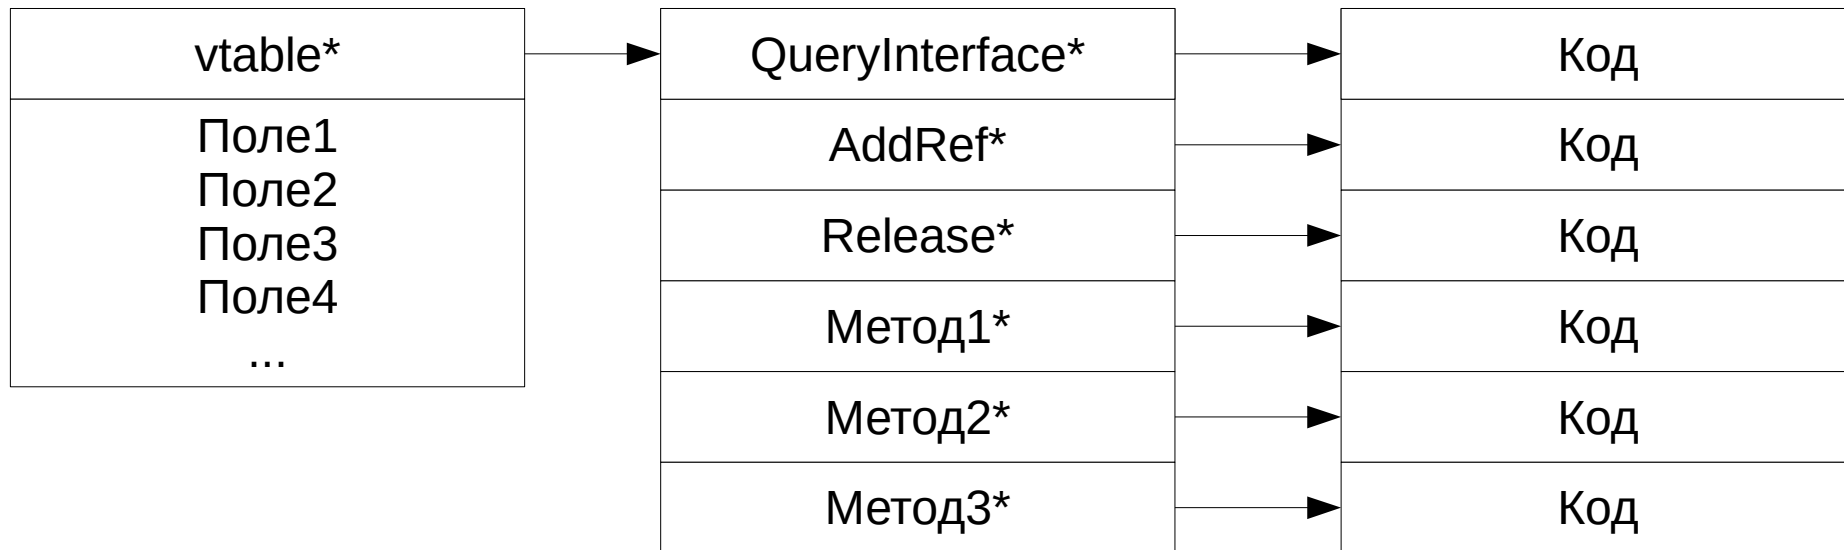 vtable*
Поле1
Поле2
Поле3
Поле4
...
QueryInterface*
AddRef*
Release*
Метод1*
Метод2*
Метод3*
Код
Код
Код
Код
Код
Код